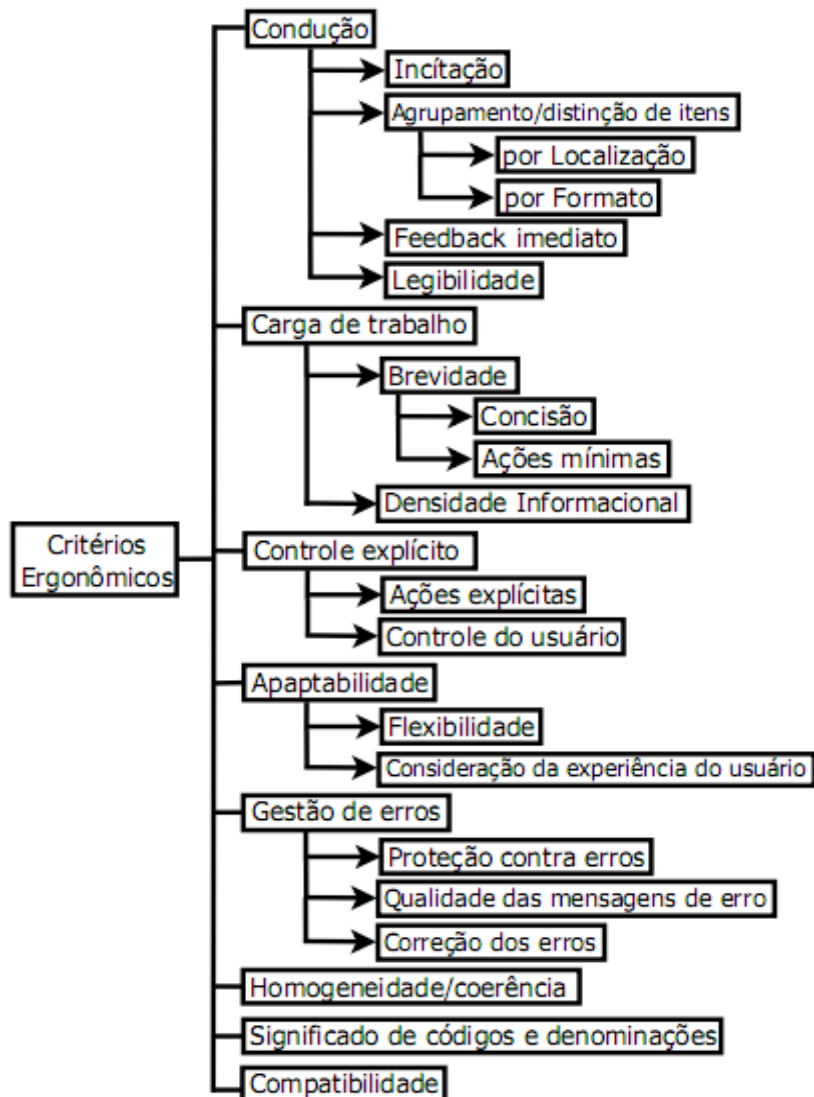 Condução
Incítação
Agrupamento/distinção de itens
por Localização
por Formato
Feedback imediato
Legibilidade
Carga de trabalho
Brevidade
Concisão
Ações mínimas
Densidade Informacional
Critérios
Ergonômicos
Controle explícito
Ações explícitas
Controle do usuário
Apaptabilidade
Flexibilidade
Consideração da experiência do usuário
Gestão de erros
Proteção contra erros
Qualidade das mensagens de erro
Correção dos erros
Homogeneidade/coerência
Significado de códigos e denominações
Compatibilidade